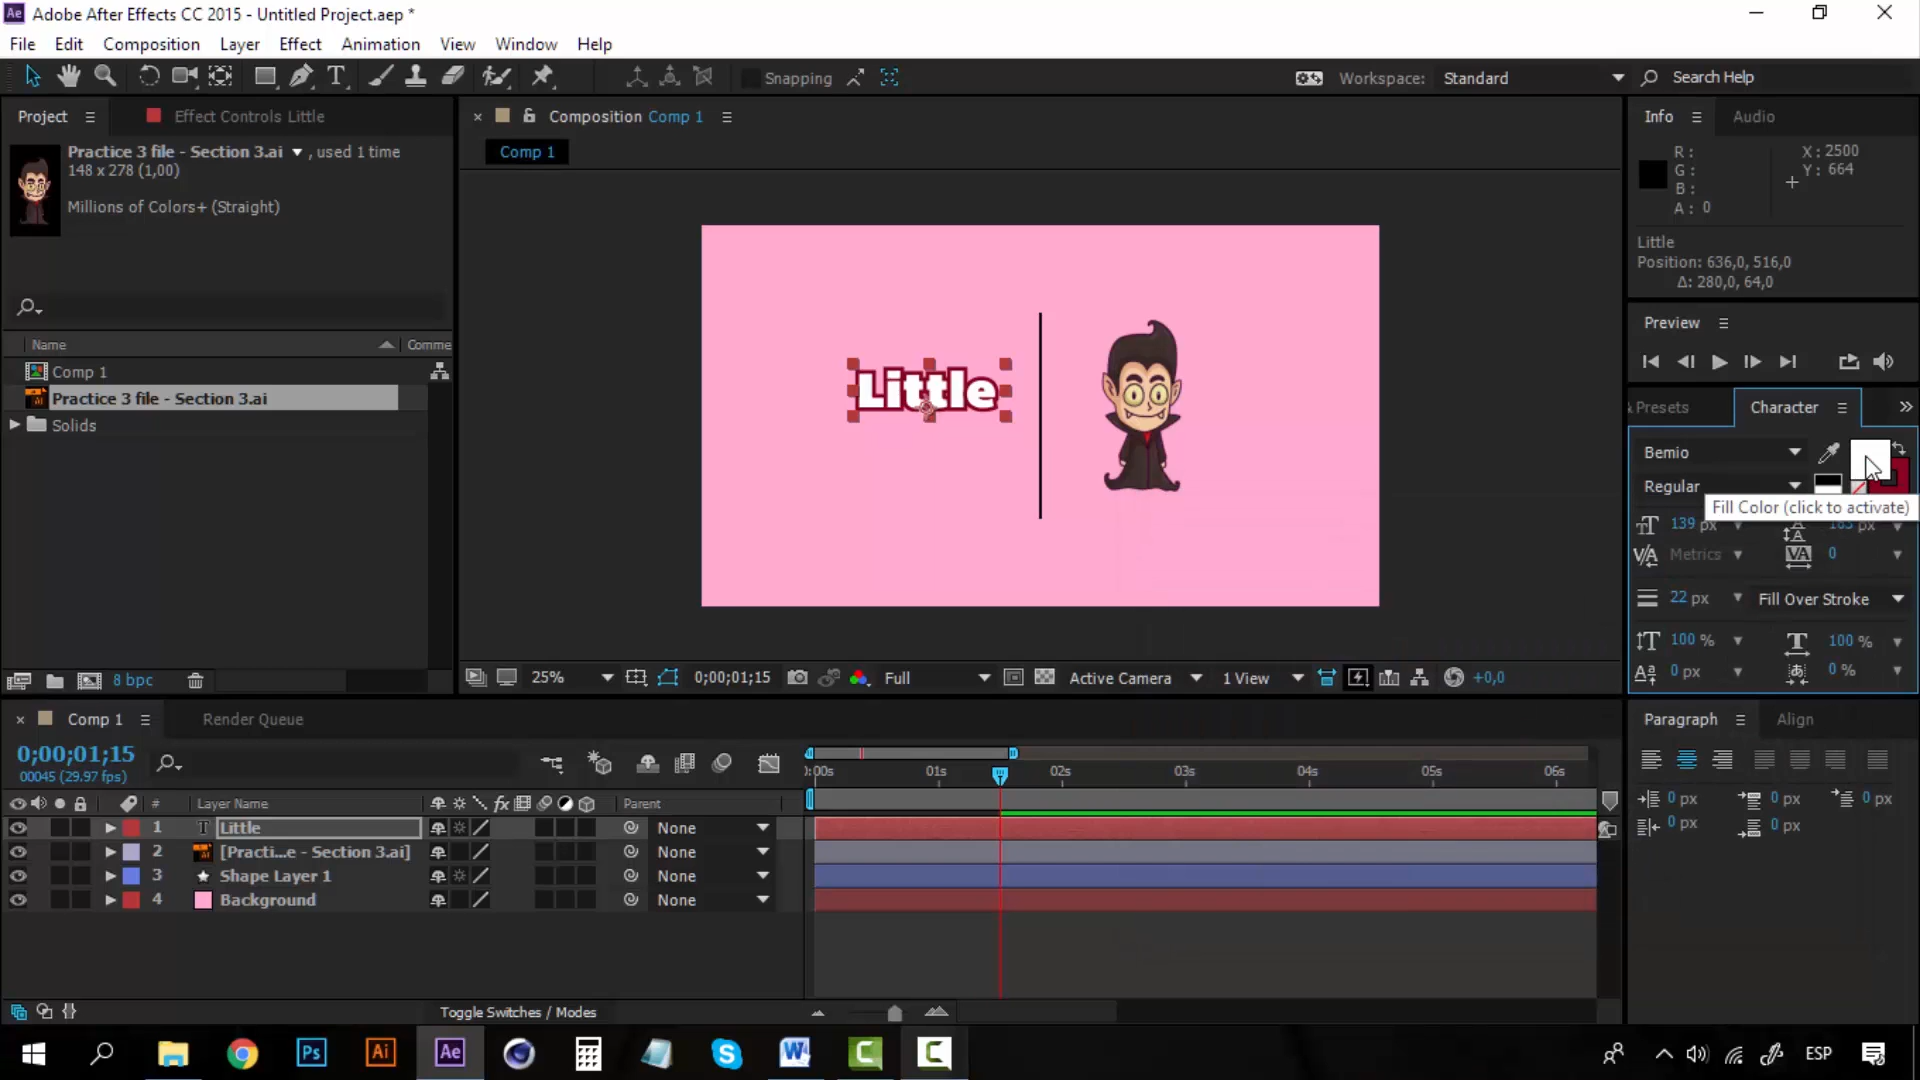 Adobe After Effects CC 2015 - Untitled Project.aep *
File Edit Composition Layer Effect Animation View Window Help
Snapping
Workspace: Standard
Search Help
Project
Effect Controls Little
Practice 3 file - Section 3.ai , used 1 time
148 x 278 (1,00)
Millions of Colors+ (Straight)
Name
Comme
Comp 1
Practice 3 file - Section 3.ai
Solids
8 bpc
Composition Comp 1
Comp 1
Little
25%
0;00;01;15
Full
Active Camera
1 View
+0,0
Info
Audio
R :
G :
B :
A : 0
X : 2500
Y : 664
Little
Position: 636,0, 516,0
Δ: 280,0, 64,0
Preview
& Presets
Character
Bemio
Regular
Fill Color (click to activate)
139 px
Metrics
0
22 px
Fill Over Stroke
100 %
100 %
0 px
0 %
Comp 1
Render Queue
0;00;01;15
00045 (29.97 fps)
# Layer Name
Parent
1 Little None
2 [Practi...e - Section 3.ai] None
3 Shape Layer 1 None
4 Background None
:00s 01s 02s 03s 04s 05s 06s
Toggle Switches / Modes
Paragraph
Align
0 px 0 px 0 px
0 px 0 px
Ps
Ai
Ae
ESP